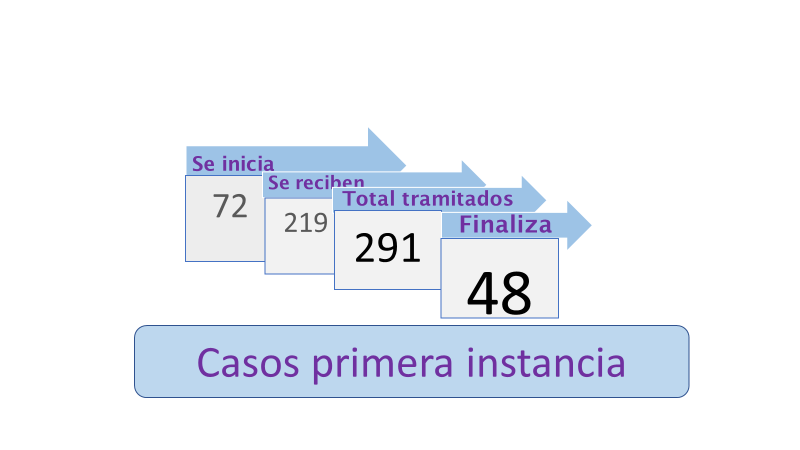 Se inicia
72
Se reciben
219
Total tramitados
291
Finaliza
48
Casos primera instancia